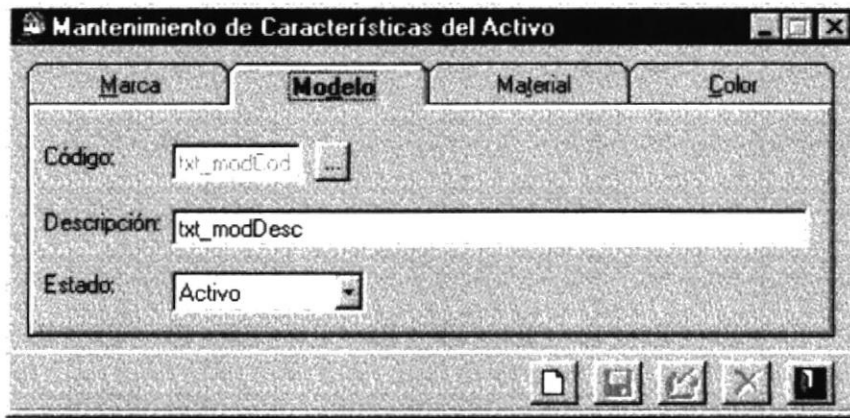 Mantenimiento de Características del Activo
Marca Modelo Material Color
Código: txt_modCod ...
Descripción: txt_modDesc
Estado: Activo